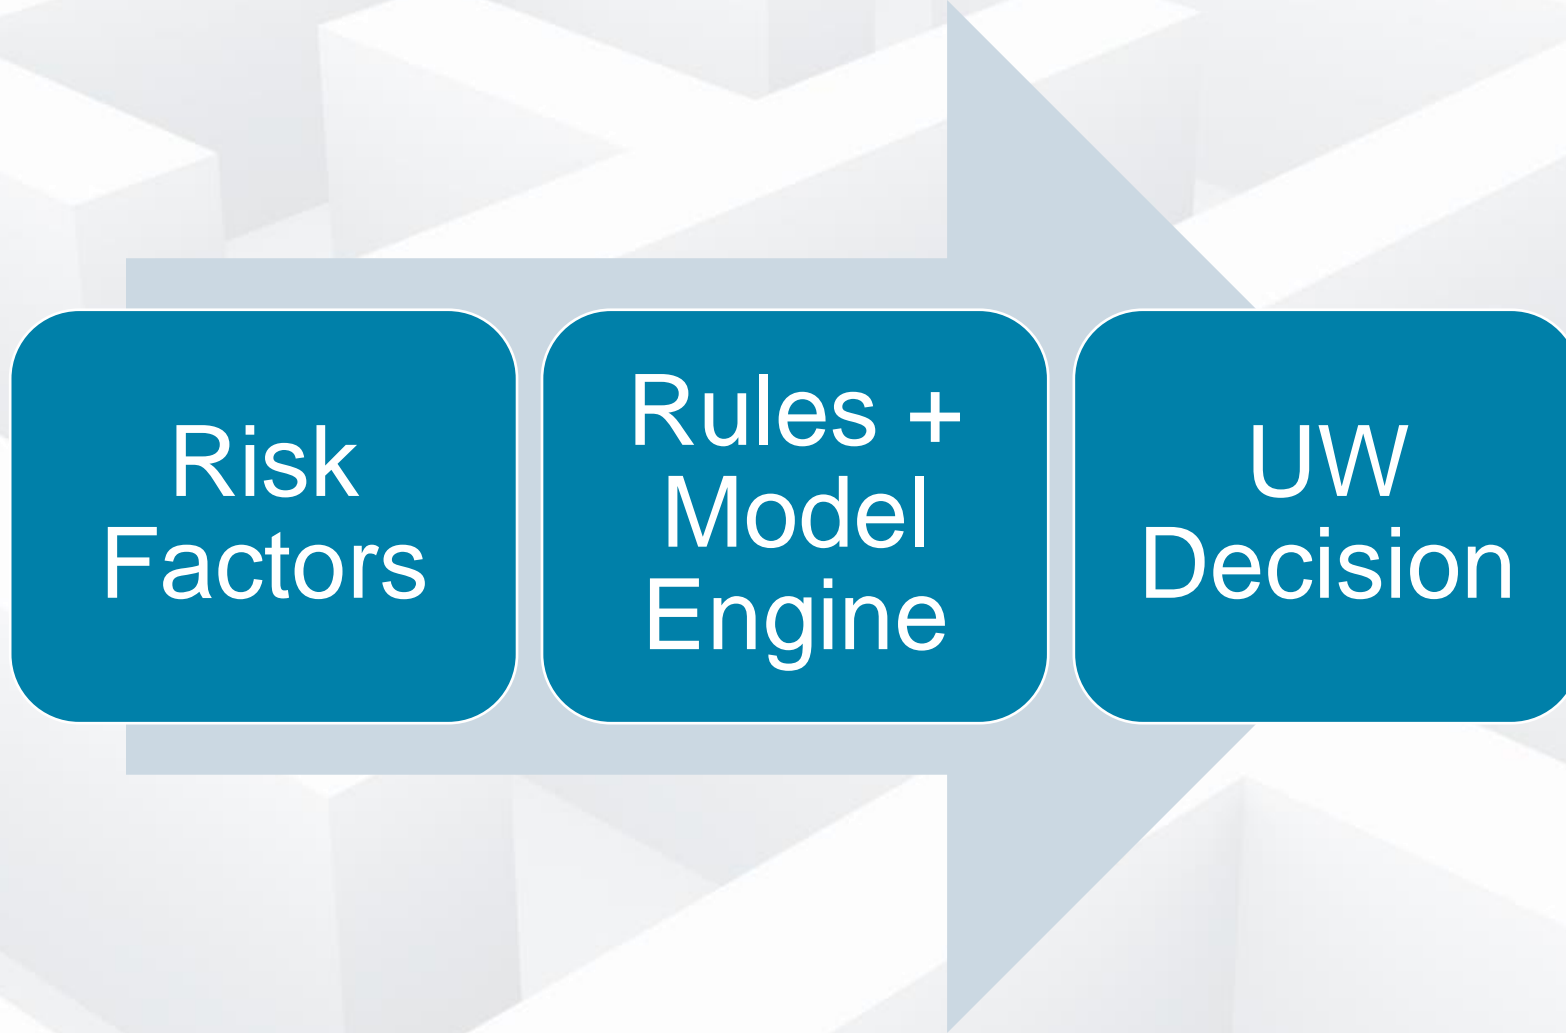 Risk
Factors
Rules +
Model
Engine
UW
Decision